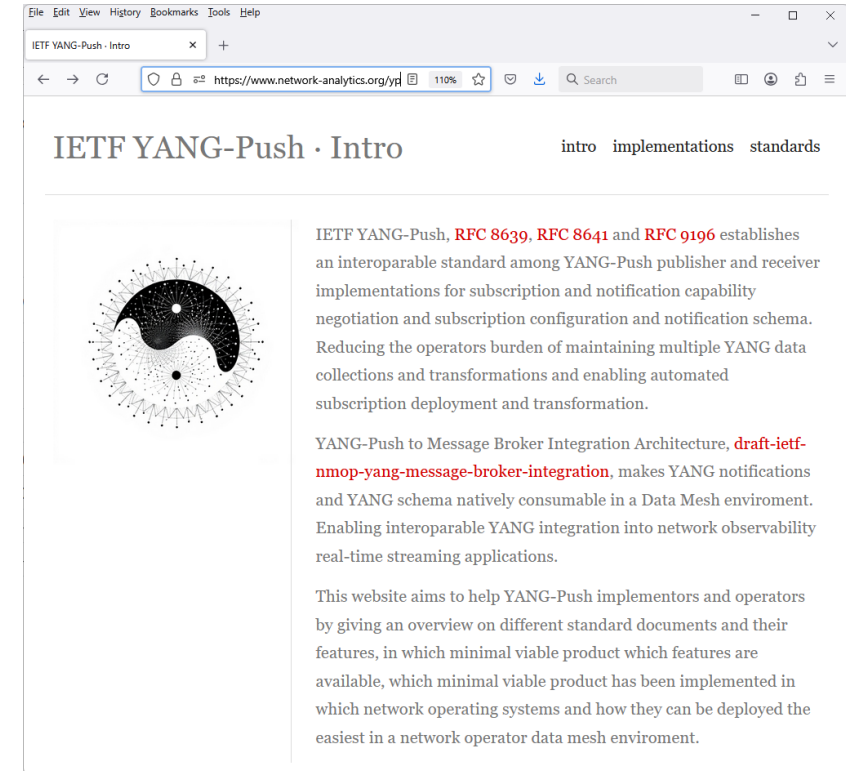 File Edit View History Bookmarks Tools Help
IETF YANG-Push · Intro
https://www.network-analytics.org/yp 110% Search
IETF YANG-Push · Intro
intro implementations standards
IETF YANG-Push, RFC 8639, RFC 8641 and RFC 9196 establishes
an interoparable standard among YANG-Push publisher and receiver
implementations for subscription and notification capability
negotiation and subscription configuration and notification schema.
Reducing the operators burden of maintaining multiple YANG data
collections and transformations and enabling automated
subscription deployment and transformation.
YANG-Push to Message Broker Integration Architecture, draft-ietf-
nmop-yang-message-broker-integration, makes YANG notifications
and YANG schema natively consumable in a Data Mesh enviroment.
Enabling interoparable YANG integration into network observability
real-time streaming applications.
This website aims to help YANG-Push implementors and operators
by giving an overview on different standard documents and their
features, in which minimal viable product which features are
available, which minimal viable product has been implemented in
which network operating systems and how they can be deployed the
easiest in a network operator data mesh enviroment.